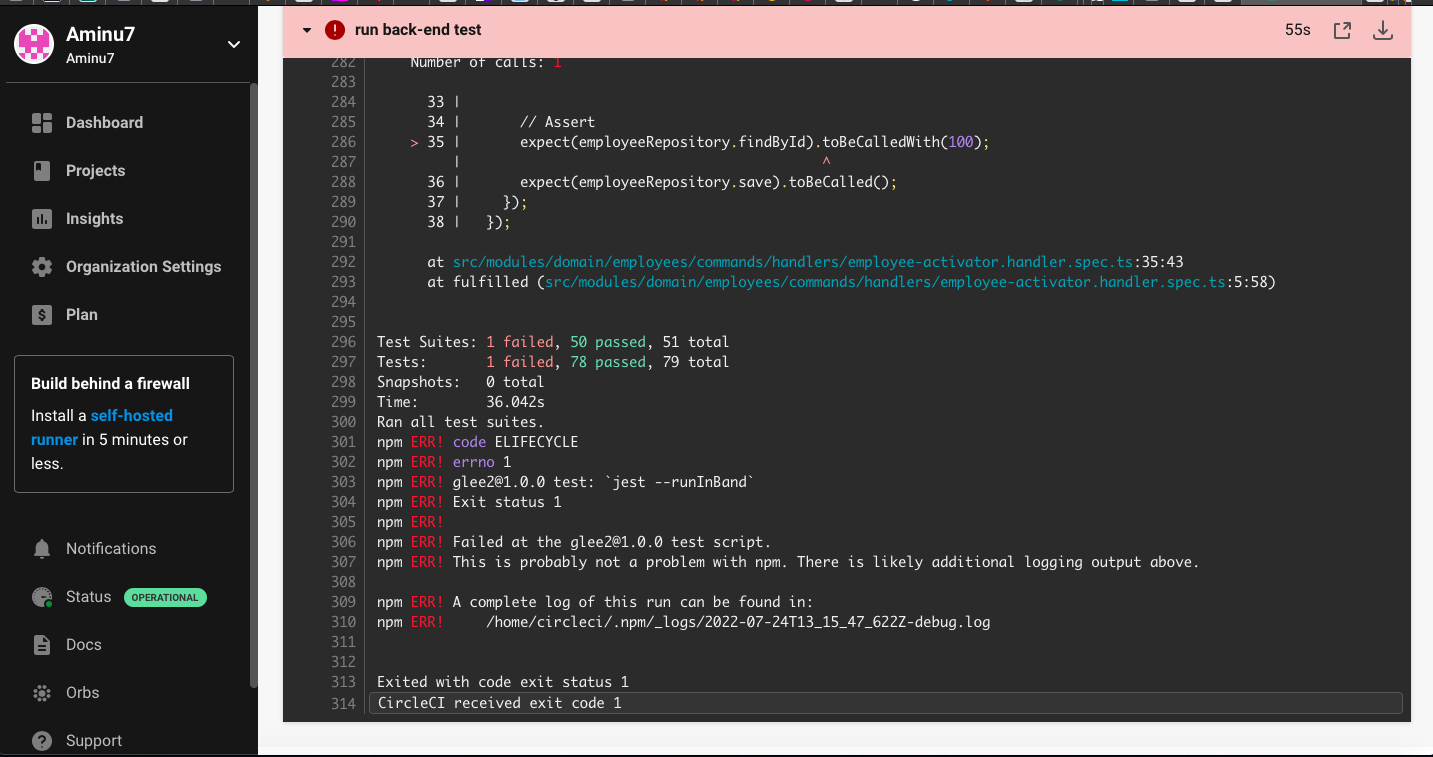 Aminu7
Aminu7
Dashboard
Projects
Insights
Organization Settings
Plan
Build behind a firewall
Install a self-hosted
runner in 5 minutes or
less.
Notifications
Status OPERATIONAL
Docs
Orbs
Support
run back-end test 55s
282 Number of calls: 1
283
284 33 |
285 34 | // Assert
286 > 35 | expect(employeeRepository.findById).toBeCalledWith(100);
287 | ^
288 36 | expect(employeeRepository.save).toBeCalled();
289 37 | });
290 38 | });
291
292 at src/modules/domain/employees/commands/handlers/employee-activator.handler.spec.ts:35:43
293 at fulfilled (src/modules/domain/employees/commands/handlers/employee-activator.handler.spec.ts:5:58)
294
295
296 Test Suites: 1 failed, 50 passed, 51 total
297 Tests: 1 failed, 78 passed, 79 total
298 Snapshots: 0 total
299 Time: 36.042s
300 Ran all test suites.
301 npm ERR! code ELIFECYCLE
302 npm ERR! errno 1
303 npm ERR! glee2@1.0.0 test: `jest --runInBand`
304 npm ERR! Exit status 1
305 npm ERR!
306 npm ERR! Failed at the glee2@1.0.0 test script.
307 npm ERR! This is probably not a problem with npm. There is likely additional logging output above.
308
309 npm ERR! A complete log of this run can be found in:
310 npm ERR! /home/circleci/.npm/_logs/2022-07-24T13_15_47_622Z-debug.log
311
312
313 Exited with code exit status 1
314 CircleCI received exit code 1